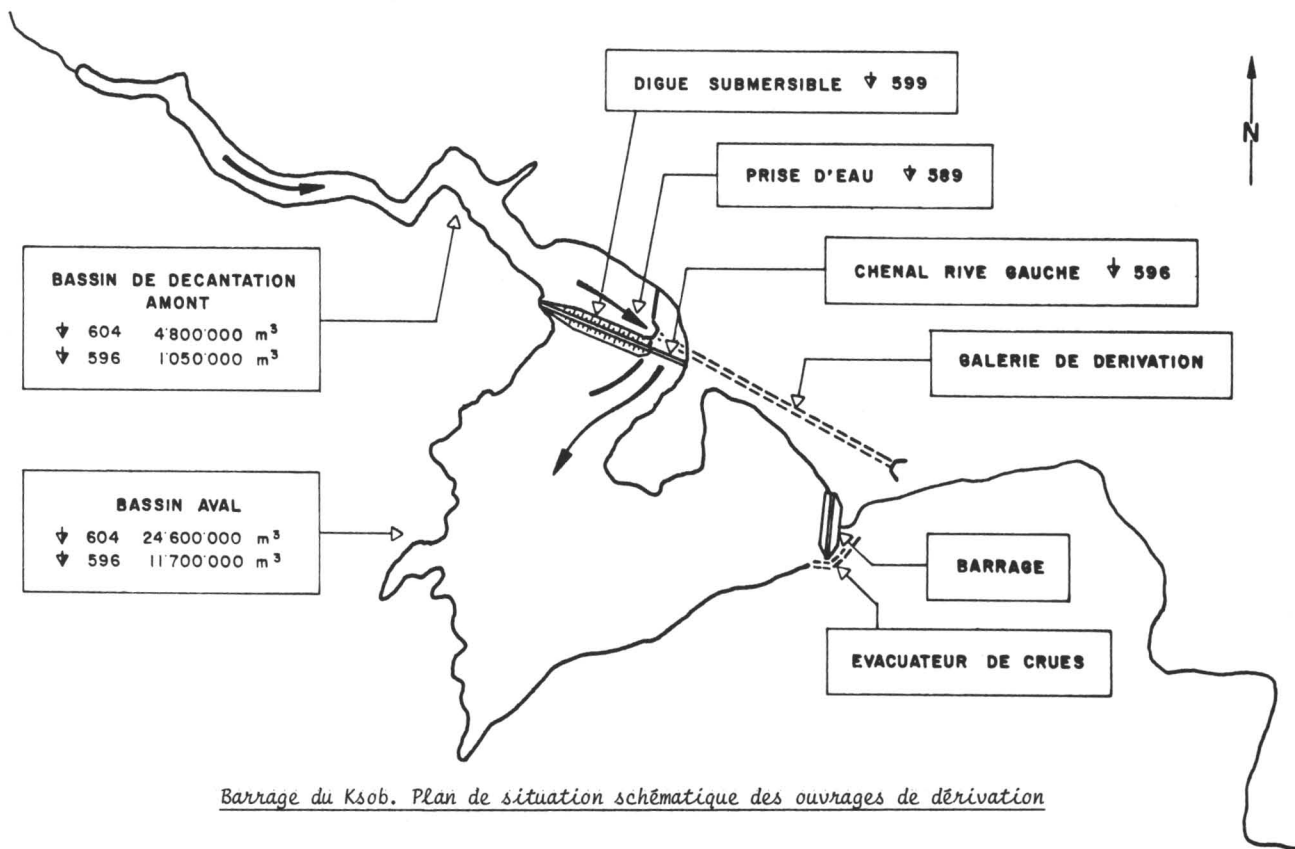 DIGUE SUBMERSIBLE 599
N
PRISE D'EAU 589
BASSIN DE DECANTATION
AMONT
604 4'800'000 m³
596 1'050'000 m³
CHENAL RIVE GAUCHE 596
GALERIE DE DERIVATION
BASSIN AVAL
604 24'600'000 m³
596 11'700'000 m³
BARRAGE
EVACUATEUR DE CRUES
Barrage du Ksob. Plan de situation schématique des ouvrages de dérivation